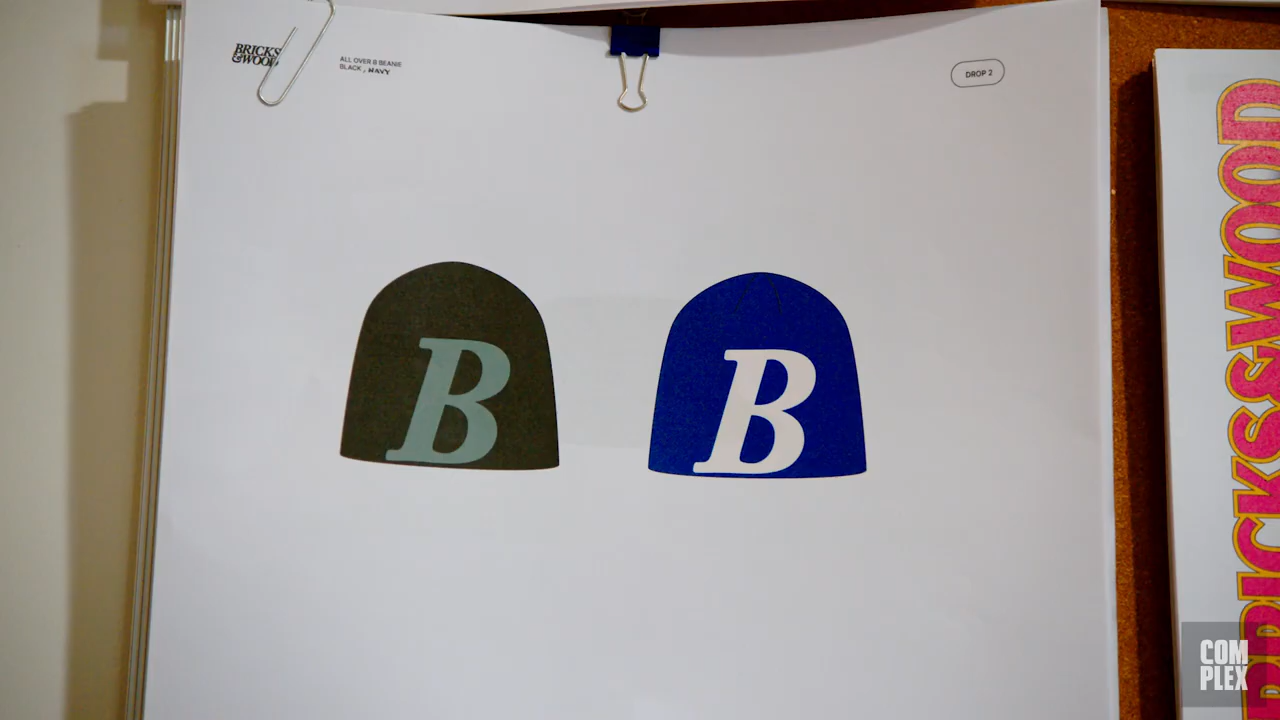 BRICKS
&WOOD
ALL OVER B BEANIE
BLACK, NAVY
DROP 2
B
B
BRICKS&WOOD
COM
PLEX